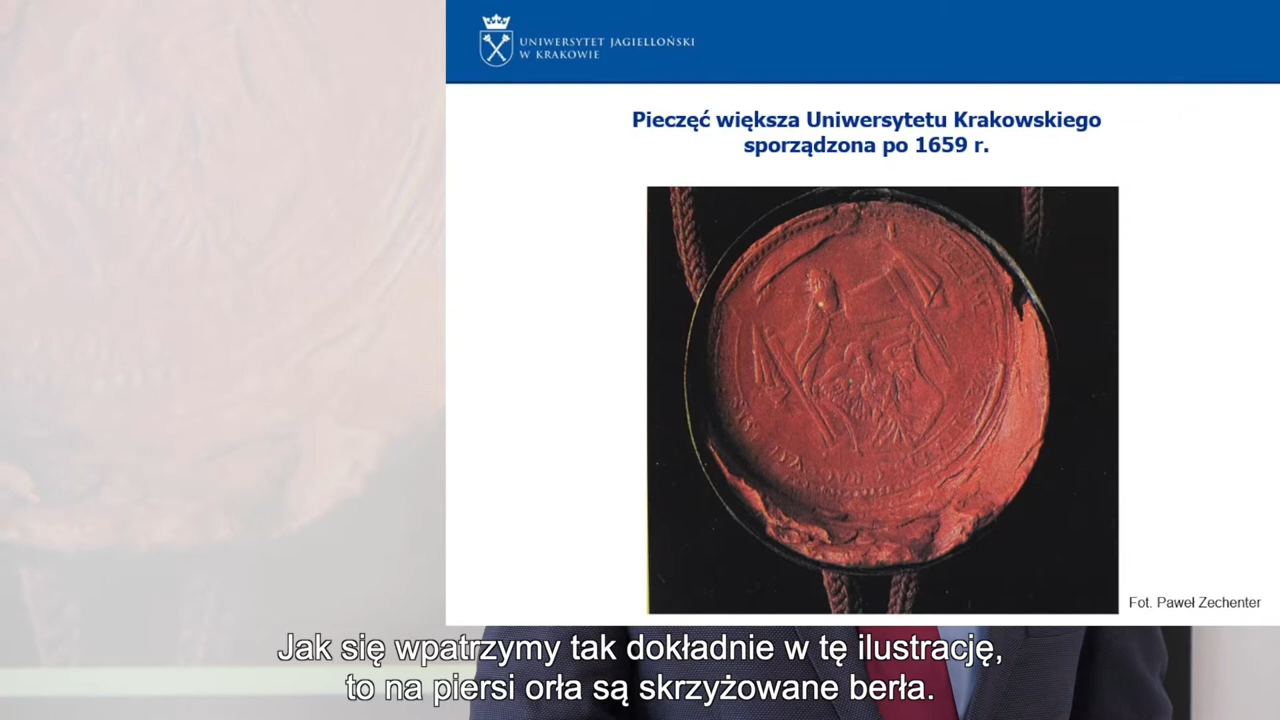 UNIWERSYTET JAGIELLOŃSKI
W KRAKOWIE
Pieczęć większa Uniwersytetu Krakowskiego
sporządzona po 1659 r.
Fot. Paweł Zechenter
Jak się wpatrzymy tak dokładnie w tę ilustrację,
to na piersi orła są skrzyżowane berła.